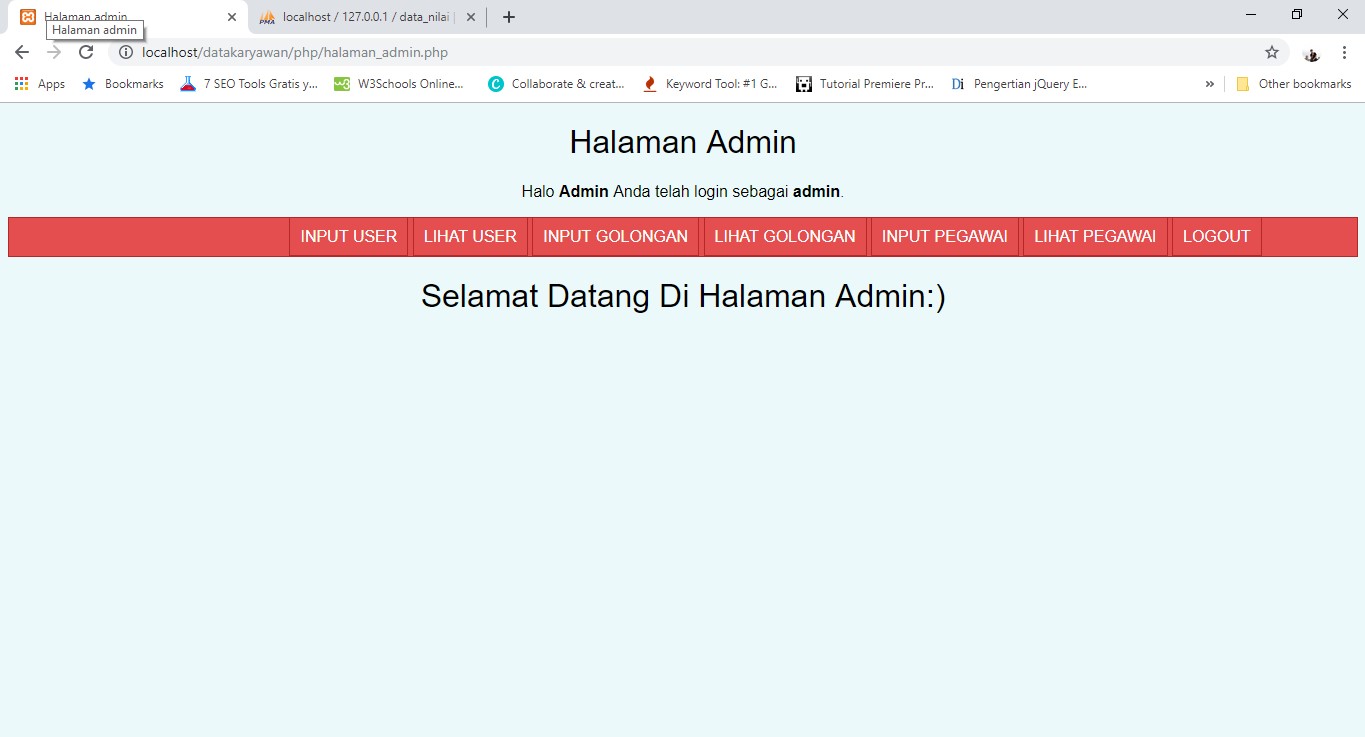 Halaman admin
localhost / 127.0.0.1 / data_nilai |
Halaman admin
localhost/datakaryawan/php/halaman_admin.php
Apps Bookmarks 7 SEO Tools Gratis y... W3Schools Online... Collaborate & creat... Keyword Tool: #1 G... Tutorial Premiere Pr... Di Pengertian jQuery E... » Other bookmarks
Halaman Admin
Halo Admin Anda telah login sebagai admin.
INPUT USER LIHAT USER INPUT GOLONGAN LIHAT GOLONGAN INPUT PEGAWAI LIHAT PEGAWAI LOGOUT
Selamat Datang Di Halaman Admin:)